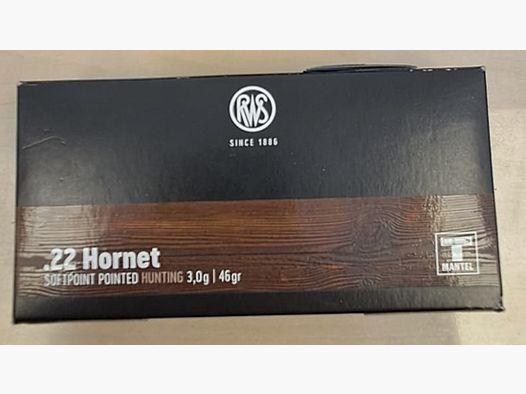 RWS
SINCE 1886
.22 Hornet
SOFTPOINT POINTED HUNTING 3,0g | 46gr
T
MANTEL